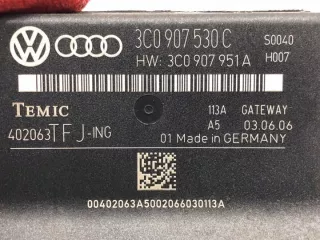 3C0 907 530 C S0040
HW: 3C0 907 951 A H007
TEMIC 113A GATEWAY
402063TFJ-ING A5 03.06.06
01 Made in GERMANY
00402063A5002066030113A